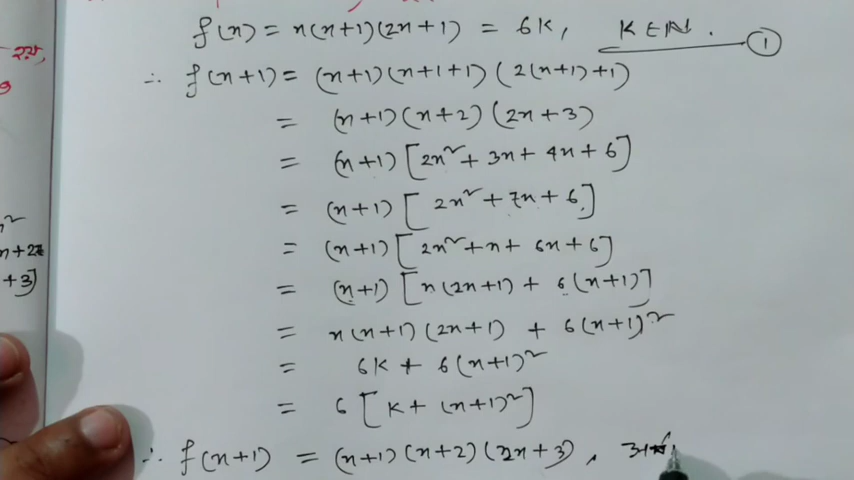 f(n) = n(n+1)(2n+1) = 6k, K ∈ N. ①
∴ f(n+1) = (n+1)(n+1+1)(2(n+1)+1)
= (n+1)(n+2)(2n+3)
= (n+1)[2n² + 3n + 4n + 6]
= (n+1)[2n² + 7n + 6]
= (n+1)[2n² + n + 6n + 6]
= (n+1)[n(2n+1) + 6(n+1)]
= n(n+1)(2n+1) + 6(n+1)²
= 6k + 6(n+1)²
= 6[k + (n+1)²]
∴ f(n+1) = (n+1)(n+2)(2n+3),
n+2
+3)]